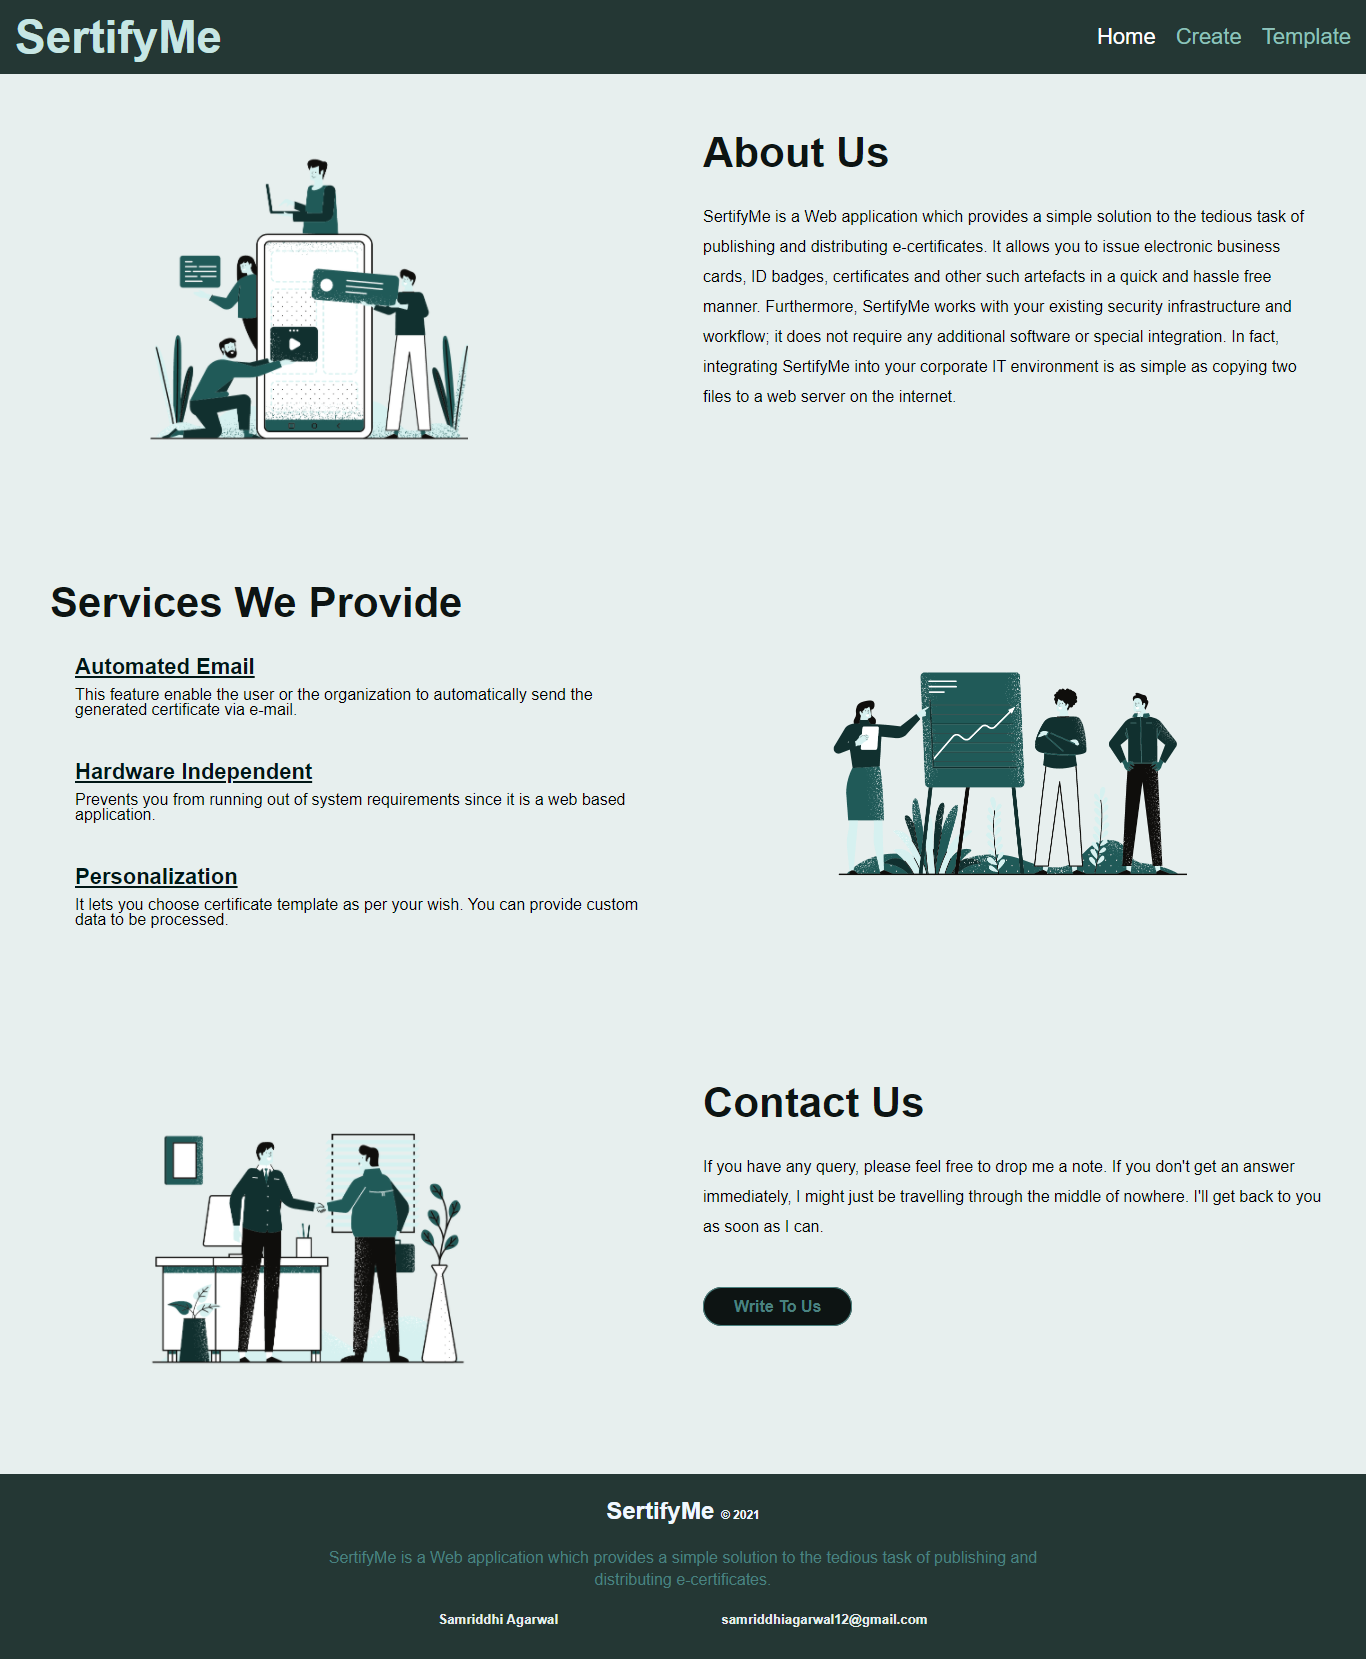 SertifyMe
Home Create Template
About Us
SertifyMe is a Web application which provides a simple solution to the tedious task of
publishing and distributing e-certificates. It allows you to issue electronic business
cards, ID badges, certificates and other such artefacts in a quick and hassle free
manner. Furthermore, SertifyMe works with your existing security infrastructure and
workflow; it does not require any additional software or special integration. In fact,
integrating SertifyMe into your corporate IT environment is as simple as copying two
files to a web server on the internet.
Services We Provide
Automated Email
This feature enable the user or the organization to automatically send the
generated certificate via e-mail.
Hardware Independent
Prevents you from running out of system requirements since it is a web based
application.
Personalization
It lets you choose certificate template as per your wish. You can provide custom
data to be processed.
Contact Us
If you have any query, please feel free to drop me a note. If you don't get an answer
immediately, I might just be travelling through the middle of nowhere. I'll get back to you
as soon as I can.
Write To Us
SertifyMe © 2021
SertifyMe is a Web application which provides a simple solution to the tedious task of publishing and
distributing e-certificates.
Samriddhi Agarwal
samriddhiagarwal12@gmail.com